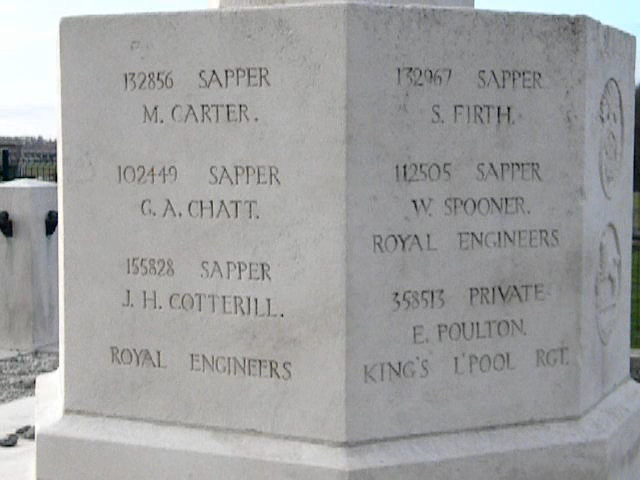 132856 SAPPER
M. CARTER.
102449 SAPPER
G. A. CHATT.
155828 SAPPER
J. H. COTTERILL.
ROYAL ENGINEERS
132967 SAPPER
S. FIRTH.
112505 SAPPER
W. SPOONER.
ROYAL ENGINEERS
358513 PRIVATE
E. POULTON.
KING'S L'POOL RGT.